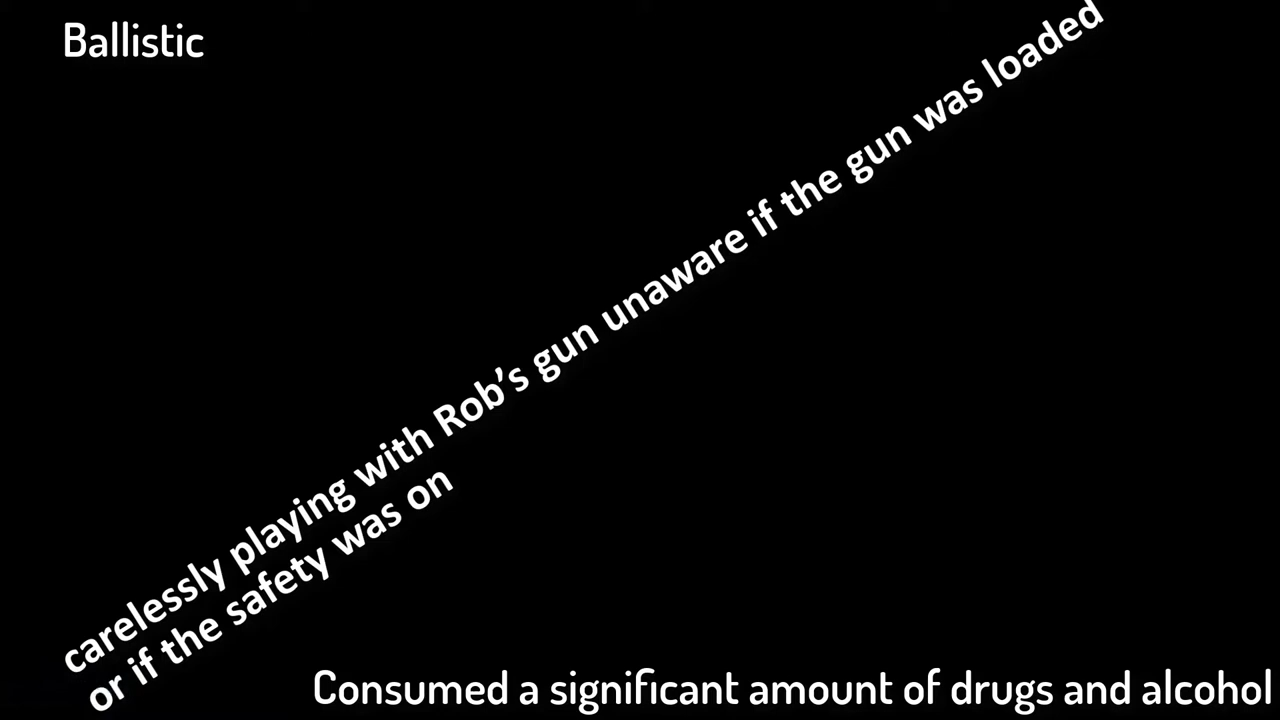 Ballistic
carelessly playing with Rob’s gun unaware if the gun was loaded
or if the safety was on
Consumed a significant amount of drugs and alcohol